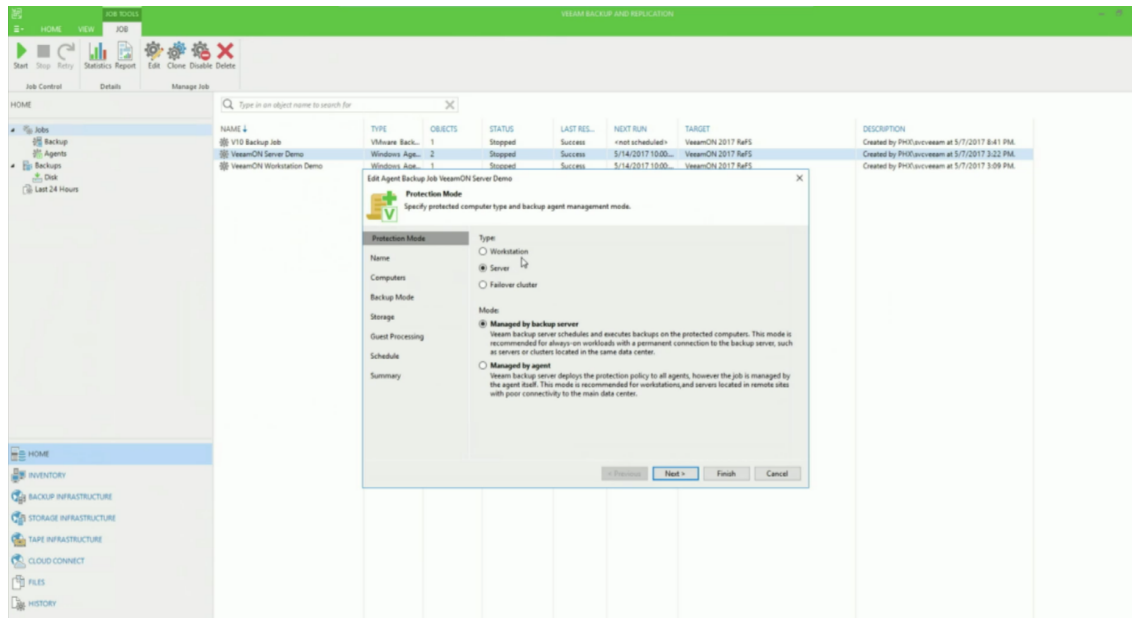 JOB TOOLS
VEEAM BACKUP AND REPLICATION
HOME VIEW JOB
Start Stop Retry Statistics Report Edit Clone Disable Delete
Job Control Details Manage Job
HOME
Type in an object name to search for
Jobs
Backup
Agents
Backups
Disk
Last 24 Hours
NAME TYPE OBJECTS STATUS LAST RES... NEXT RUN TARGET DESCRIPTION
V10 Backup Job VMware Back... 1 Stopped Success <not scheduled> VeeamON 2017 ReFS Created by PHX\svcveeam at 5/7/2017 8:41 PM.
VeeamON Server Demo Windows Age... 2 Stopped Success 5/14/2017 10:00... VeeamON 2017 ReFS Created by PHX\svcveeam at 5/7/2017 3:22 PM.
VeeamON Workstation Demo Windows Age... 1 Stopped Success 5/14/2017 10:00... VeeamON 2017 ReFS Created by PHX\svcveeam at 5/7/2017 3:09 PM.
Edit Agent Backup Job VeeamON Server Demo
Protection Mode
Specify protected computer type and backup agent management mode.
Protection Mode
Name
Computers
Backup Mode
Storage
Guest Processing
Schedule
Summary
Type:
Workstation
Server
Failover cluster
Mode:
Managed by backup server
Veeam backup server schedules and executes backups on the protected computers. This mode is
recommended for always-on workloads with a permanent connection to the backup server, such
as servers or clusters located in the same data center.
Managed by agent
Veeam backup server deploys the protection policy to all agents, however the job is managed by
the agent itself. This mode is recommended for workstations,and servers located in remote sites
with poor connectivity to the main data center.
< Previous Next > Finish Cancel
HOME
INVENTORY
BACKUP INFRASTRUCTURE
STORAGE INFRASTRUCTURE
TAPE INFRASTRUCTURE
CLOUD CONNECT
FILES
HISTORY